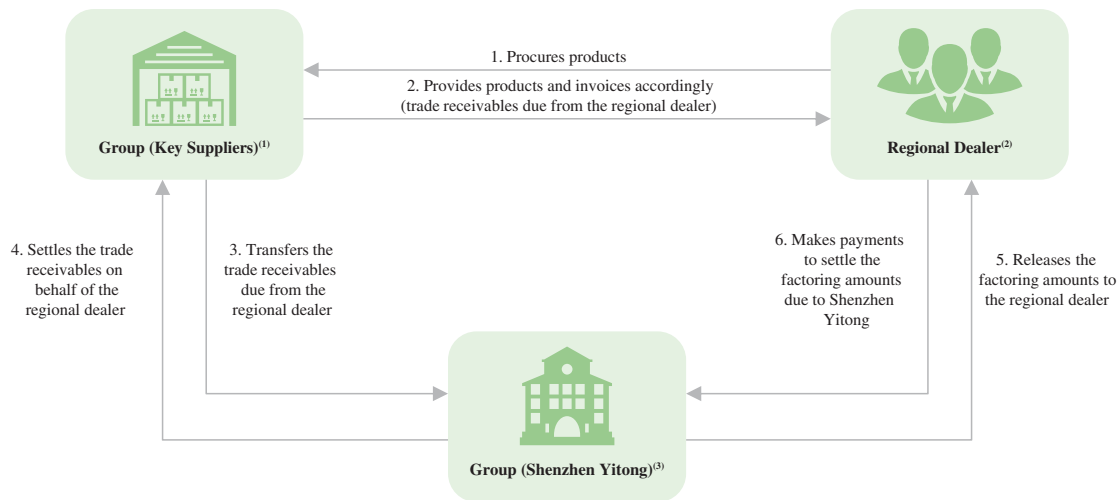 1. Procures products
2. Provides products and invoices accordingly
(trade receivables due from the regional dealer)
Group (Key Suppliers)(1)
Regional Dealer(2)
4. Settles the trade
receivables on
behalf of the
regional dealer
3. Transfers the
trade receivables
due from the
regional dealer
6. Makes payments
to settle the
factoring amounts
due to Shenzhen
Yitong
5. Releases the
factoring amounts to
the regional dealer
Group (Shenzhen Yitong)(3)